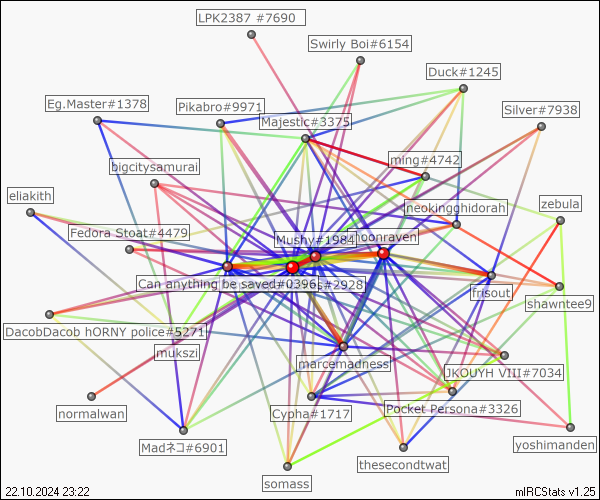 LPK2387 #7690
Swirly Boi#6154
Duck#1245
Eg.Master#1378
Pikabro#9971
Silver#7938
Majestic#3375
ming#4742
bigcitysamurai
eliakith
neokingghidorah
zebula
Fedora Stoat#4479
Mushy#1984
oonraven
Can anything be saved#0396
#2928
frisout
shawntee9
DacobDacob hORNY police#5271
mukszi
marcemadness
JKOUYH VIII#7034
normalwan
Cypha#1717
Pocket Persona#3326
Madネコ#6901
yoshimanden
thesecondtwat
somass
22.10.2024 23:22
mIRCStats v1.25